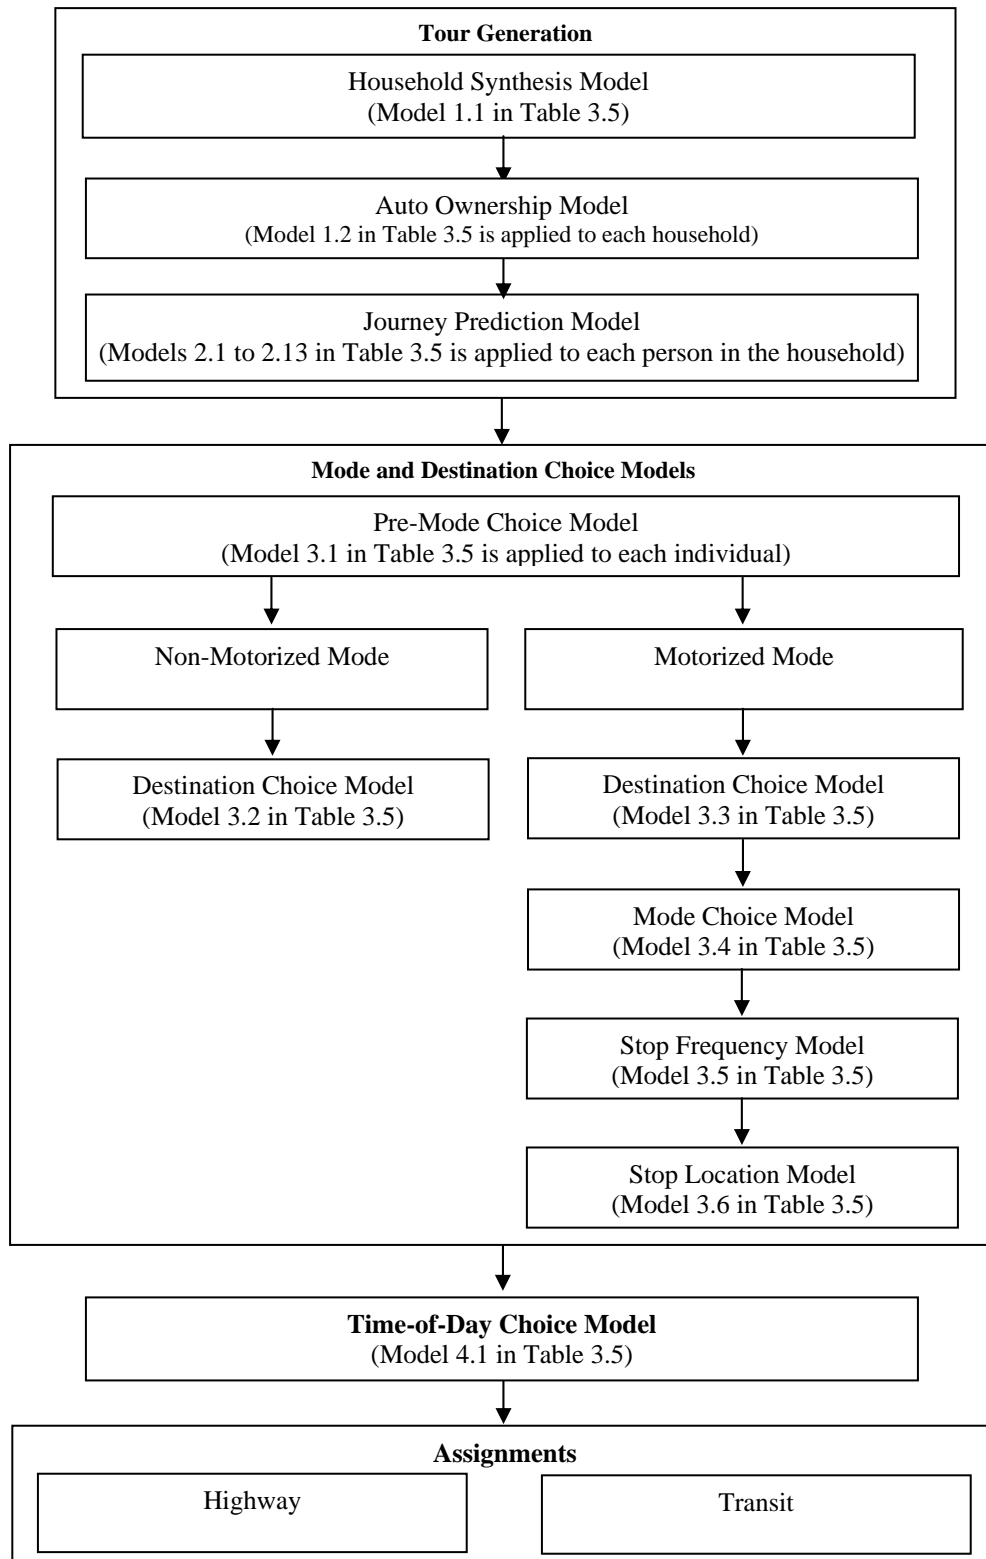 Tour Generation
Household Synthesis Model
(Model 1.1 in Table 3.5)
Auto Ownership Model
(Model 1.2 in Table 3.5 is applied to each household)
Journey Prediction Model
(Models 2.1 to 2.13 in Table 3.5 is applied to each person in the household)
Mode and Destination Choice Models
Pre-Mode Choice Model
(Model 3.1 in Table 3.5 is applied to each individual)
Non-Motorized Mode
Motorized Mode
Destination Choice Model
(Model 3.2 in Table 3.5)
Destination Choice Model
(Model 3.3 in Table 3.5)
Mode Choice Model
(Model 3.4 in Table 3.5)
Stop Frequency Model
(Model 3.5 in Table 3.5)
Stop Location Model
(Model 3.6 in Table 3.5)
Time-of-Day Choice Model
(Model 4.1 in Table 3.5)
Assignments
Highway
Transit